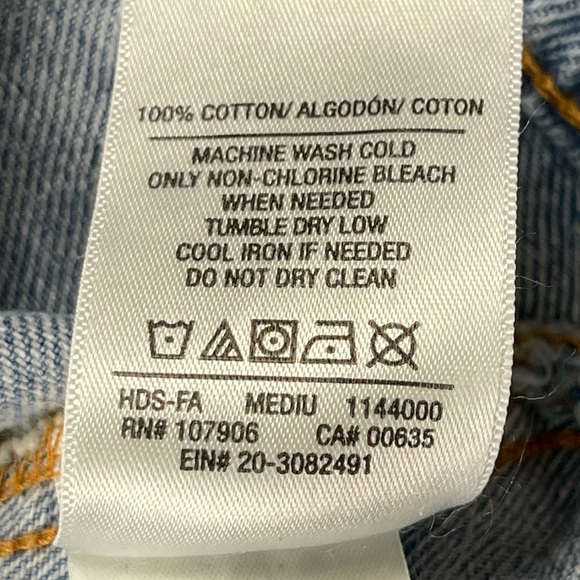 100% COTTON/ ALGODÓN/ COTON
MACHINE WASH COLD
ONLY NON-CHLORINE BLEACH
WHEN NEEDED
TUMBLE DRY LOW
COOL IRON IF NEEDED
DO NOT DRY CLEAN
HDS-FA MEDIU 1144000
RN# 107906 CA# 00635
EIN# 20-3082491